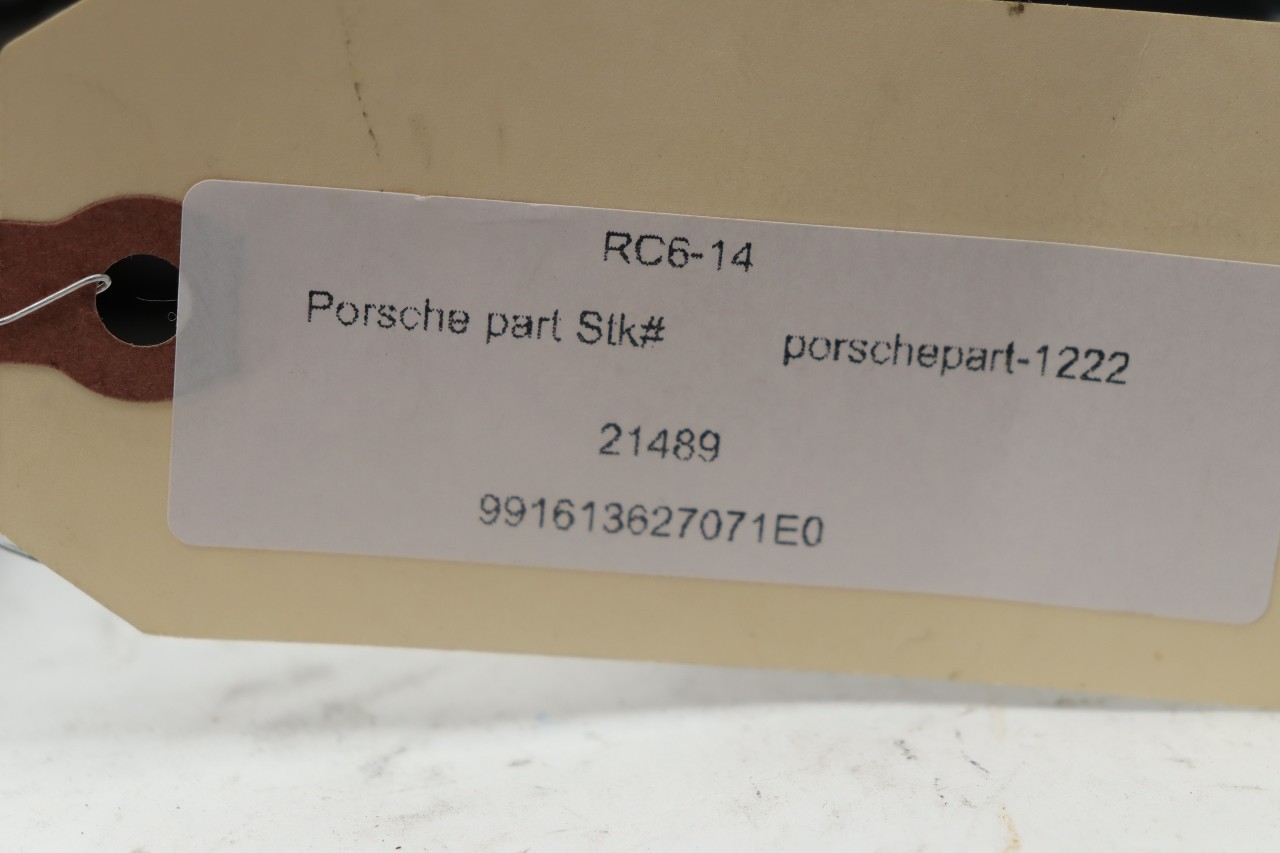 RC6-14
Porsche part Stk# porschepart-1222
21489
991613627071E0